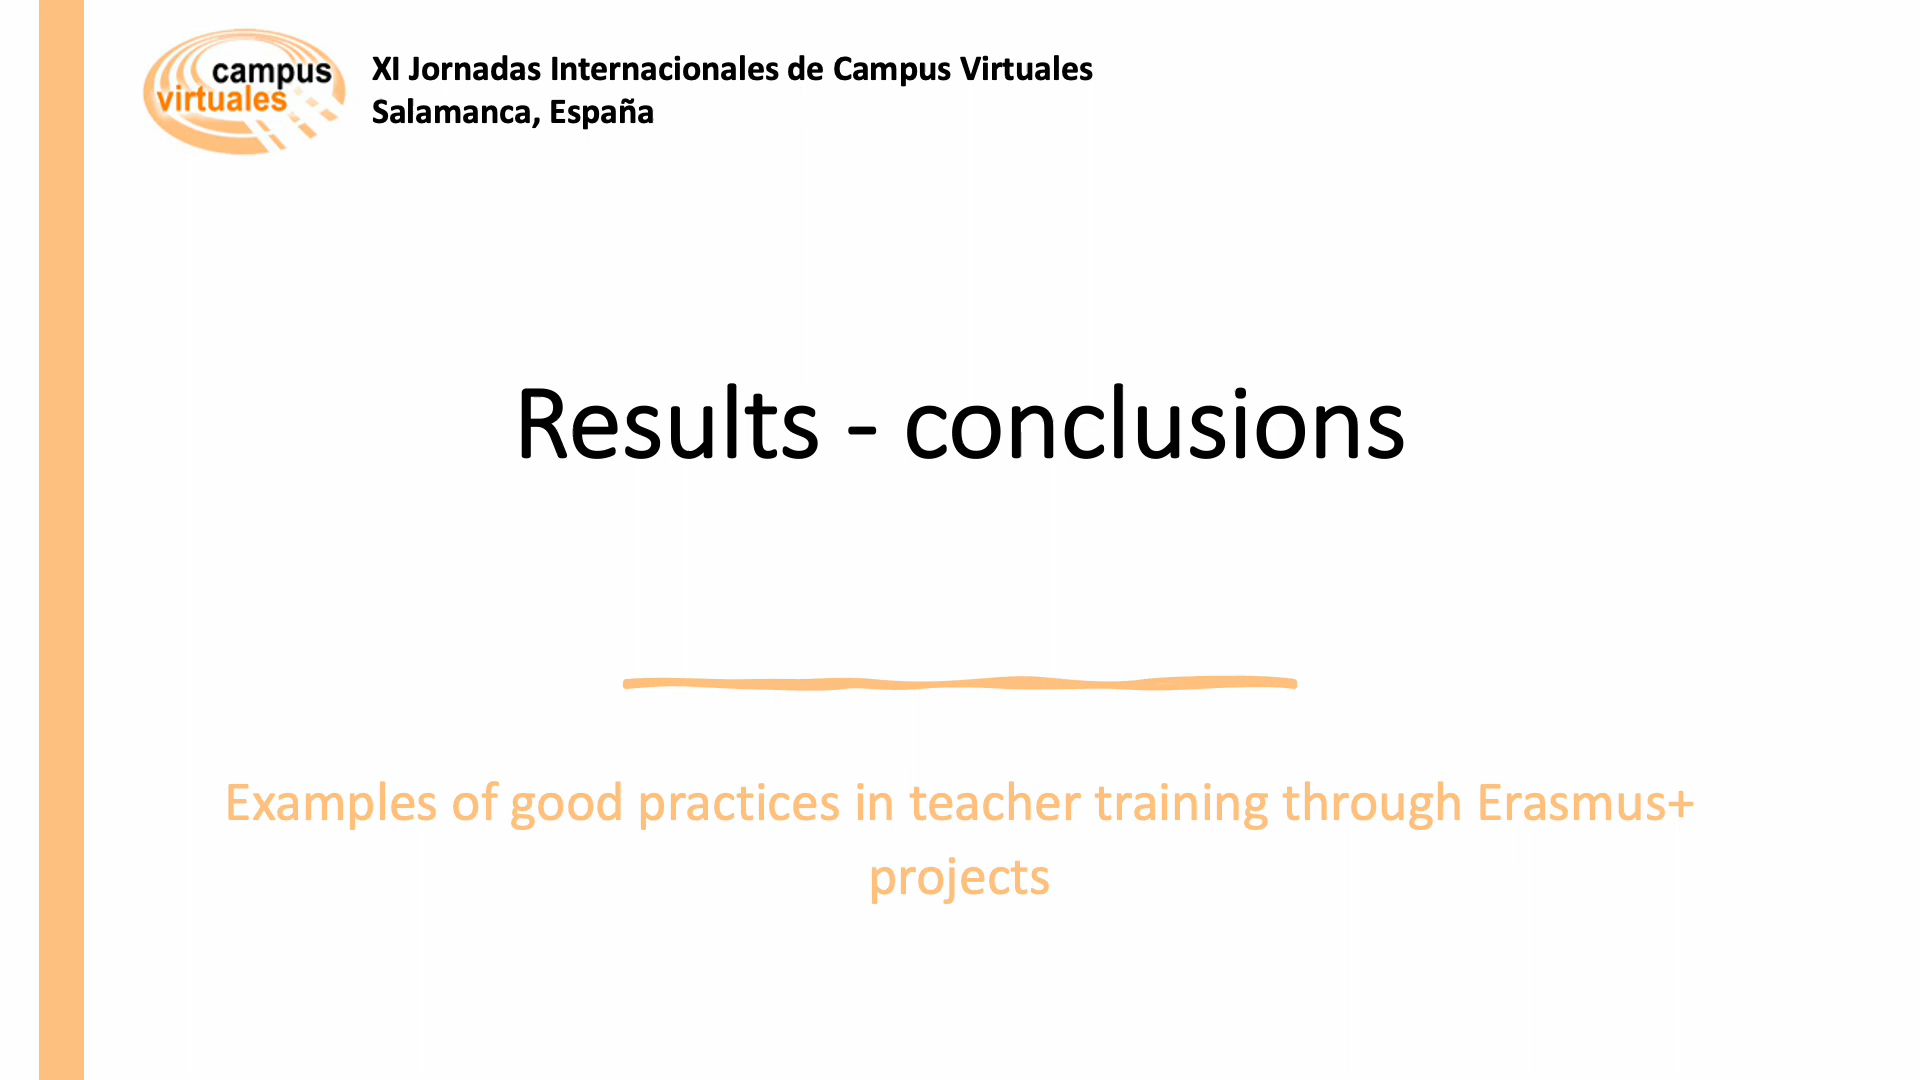 campus
virtuales
XI Jornadas Internacionales de Campus Virtuales
Salamanca, España
Results - conclusions
Examples of good practices in teacher training through Erasmus+
projects